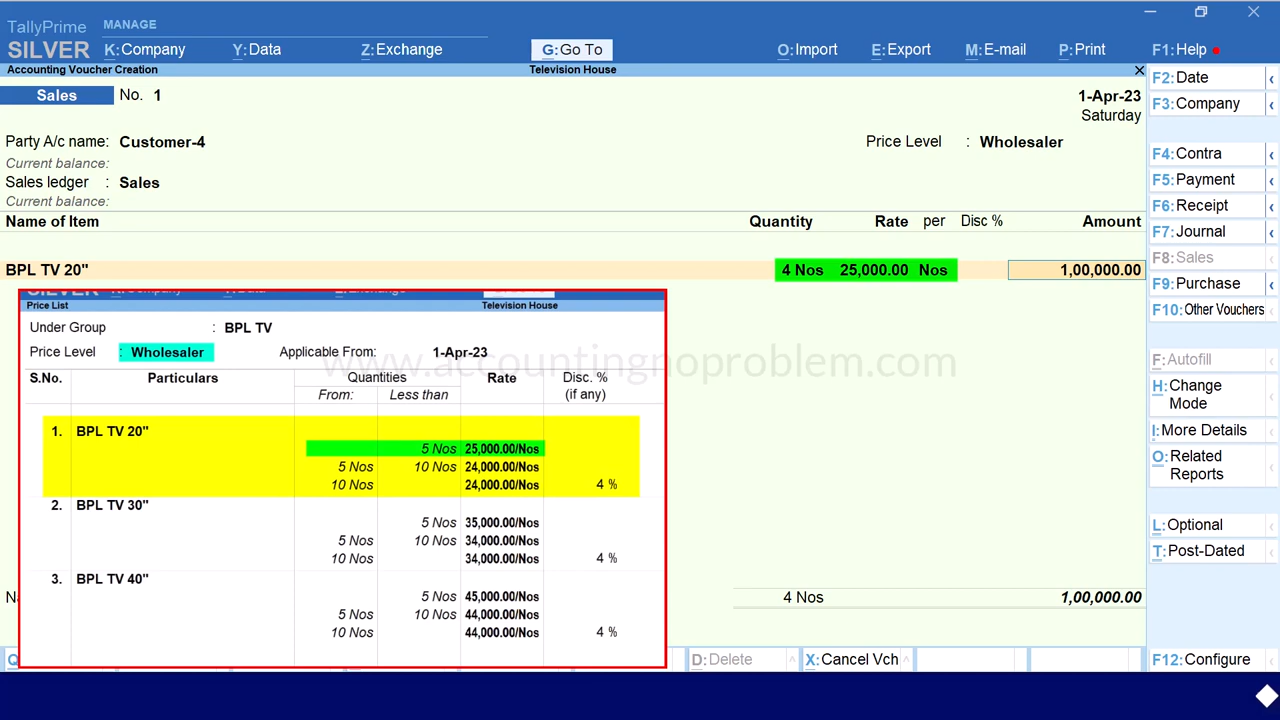 TallyPrime MANAGE
SILVER K:Company Y:Data Z:Exchange G:Go To O:Import E:Export M:E-mail P:Print F1:Help
Accounting Voucher Creation Television House
Sales No. 1 1-Apr-23
Saturday
Party A/c name: Customer-4 Price Level : Wholesaler
Current balance:
Sales ledger : Sales
Current balance:
Name of Item Quantity Rate per Disc % Amount
BPL TV 20" 4 Nos 25,000.00 Nos 1,00,000.00
Price List Television House
Under Group : BPL TV
Price Level : Wholesaler Applicable From: 1-Apr-23
www.accountingnoproblem.com
S.No. Particulars Quantities Rate Disc. %
From: Less than (if any)
1. BPL TV 20"
5 Nos 25,000.00/Nos
5 Nos 10 Nos 24,000.00/Nos
10 Nos 24,000.00/Nos 4 %
2. BPL TV 30"
5 Nos 35,000.00/Nos
5 Nos 10 Nos 34,000.00/Nos
10 Nos 34,000.00/Nos 4 %
3. BPL TV 40"
5 Nos 45,000.00/Nos
5 Nos 10 Nos 44,000.00/Nos
10 Nos 44,000.00/Nos 4 %
4 Nos 1,00,000.00
D:Delete X:Cancel Vch
F2:Date
F3:Company
F4:Contra
F5:Payment
F6:Receipt
F7:Journal
F8:Sales
F9:Purchase
F10:Other Vouchers
F:Autofill
H:Change
Mode
I:More Details
O:Related
Reports
L:Optional
T:Post-Dated
F12:Configure